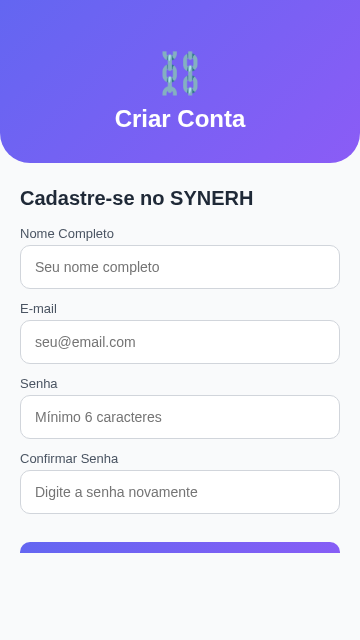 Criar Conta
Cadastre-se no SYNERH
Nome Completo
Seu nome completo
E-mail
seu@email.com
Senha
Mínimo 6 caracteres
Confirmar Senha
Digite a senha novamente